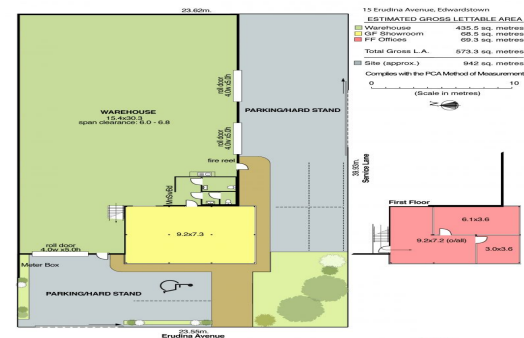 23.62m.
15 Erudina Avenue, Edwardstown
ESTIMATED GROSS LETTABLE AREA
Warehouse 435.5 sq. metres
GF Showroom 68.5 sq. metres
FF Offices 69.3 sq. metres
Total Gross L.A. 573.3 sq. metres
Site (approx.) 942 sq. metres
Complies with the PCA Method of Measurement
0 10
(Scale in metres)
roll door
4.0w x5.0h
WAREHOUSE
15.4x30.3
span clearance: 6.0 - 6.8
PARKING/HARD STAND
roll door
4.0w x5.0h
fire reel
39.93m.
Service Lane
MtrSwBd
First Floor
6.1x3.6
9.2x7.2 (o/all)
3.0x3.6
9.2x7.3
roll door
4.0w x5.0h
Meter Box
PARKING/HARD STAND
23.55m.
Erudina Avenue